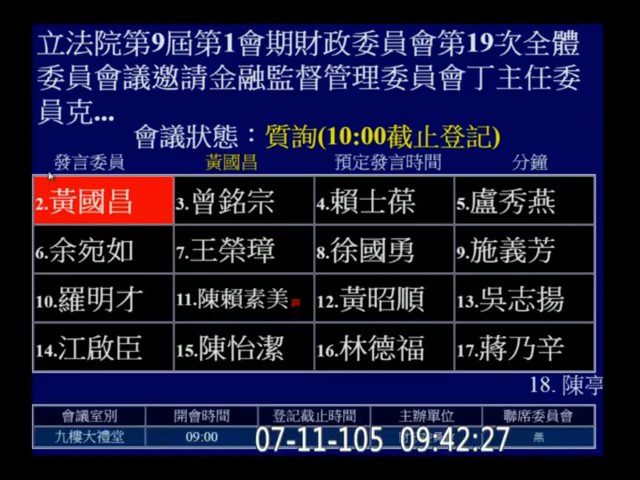 立法院第9屆第1會期財政委員會第19次全體
委員會議邀請金融監督管理委員會丁主任委
員克...
會議狀態：質詢(10:00截止登記)
發言委員 黃國昌 預定發言時間 分鐘
2.黃國昌 3.曾銘宗 4.賴士葆 5.盧秀燕
6.余宛如 7.王榮璋 8.徐國勇 9.施義芳
10.羅明才 11.陳賴素美 12.黃昭順 13.吳志揚
14.江啟臣 15.陳怡潔 16.林德福 17.蔣乃辛
18. 陳亭
會議室別 開會時間 登記截止時間 主辦單位 聯席委員會
九樓大禮堂 09:00 無
07-11-105 09:42:27